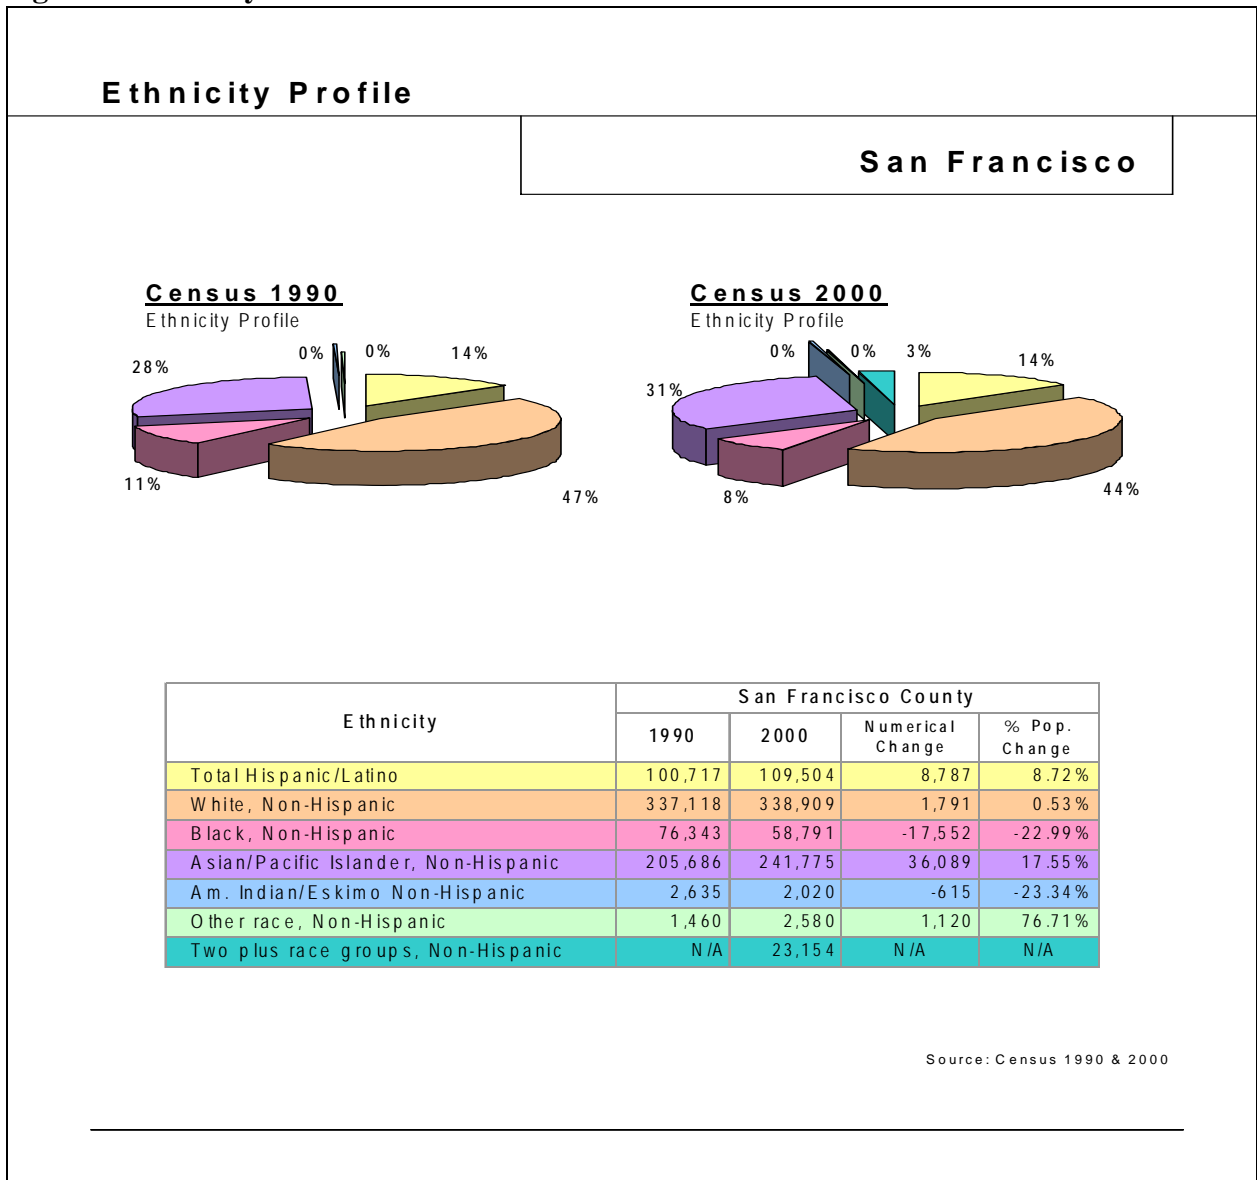 Ethnicity Profile
San Francisco
Census 1990
Ethnicity Profile
0%
0%
14%
28%
11%
47%
Census 2000
Ethnicity Profile
0%
0%
3%
14%
31%
8%
44%
Ethnicity
San Francisco County
1990 2000 Numerical Change % Pop. Change
Total Hispanic/Latino 100,717 109,504 8,787 8.72%
White, Non-Hispanic 337,118 338,909 1,791 0.53%
Black, Non-Hispanic 76,343 58,791 -17,552 -22.99%
Asian/Pacific Islander, Non-Hispanic 205,686 241,775 36,089 17.55%
Am. Indian/Eskimo Non-Hispanic 2,635 2,020 -615 -23.34%
Other race, Non-Hispanic 1,460 2,580 1,120 76.71%
Two plus race groups, Non-Hispanic N/A 23,154 N/A N/A
Source: Census 1990 & 2000